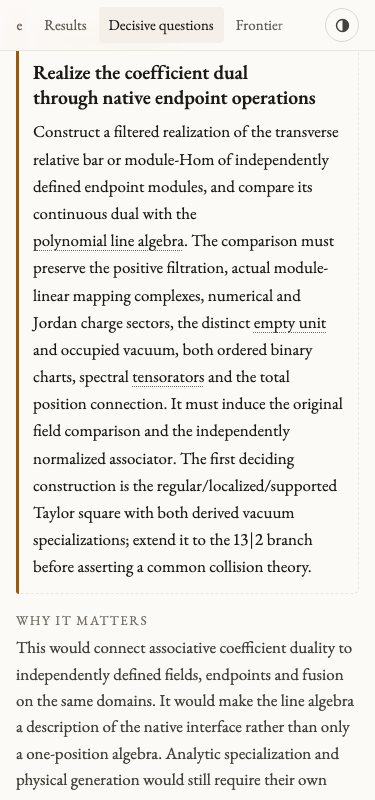 e Results Decisive questions Frontier
Realize the coefficient dual
through native endpoint operations
Construct a filtered realization of the transverse
relative bar or module-Hom of independently
defined endpoint modules, and compare its
continuous dual with the
polynomial line algebra. The comparison must
preserve the positive filtration, actual module-
linear mapping complexes, numerical and
Jordan charge sectors, the distinct empty unit
and occupied vacuum, both ordered binary
charts, spectral tensorators and the total
position connection. It must induce the original
field comparison and the independently
normalized associator. The first deciding
construction is the regular/localized/supported
Taylor square with both derived vacuum
specializations; extend it to the 13|2 branch
before asserting a common collision theory.
WHY IT MATTERS
This would connect associative coefficient duality to
independently defined fields, endpoints and fusion
on the same domains. It would make the line algebra
a description of the native interface rather than only
a one-position algebra. Analytic specialization and
physical generation would still require their own